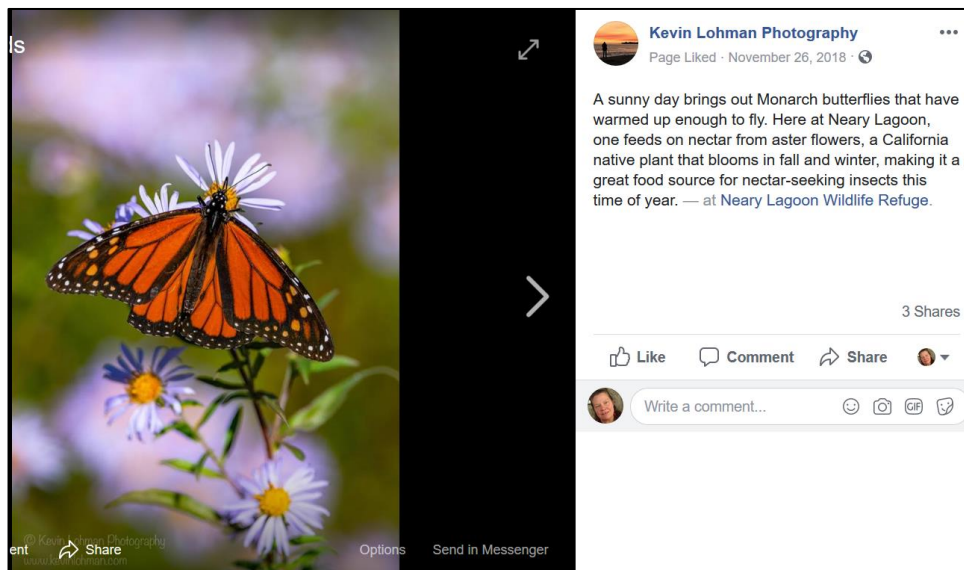 ds
Kevin Lohman Photography
Page Liked · November 26, 2018 ·
A sunny day brings out Monarch butterflies that have
warmed up enough to fly. Here at Neary Lagoon,
one feeds on nectar from aster flowers, a California
native plant that blooms in fall and winter, making it a
great food source for nectar-seeking insects this
time of year. — at Neary Lagoon Wildlife Refuge.
3 Shares
Like Comment Share
Write a comment...
GIF
© Kevin Lohman Photography
www.kevinlohman.com
ent Share Options Send in Messenger